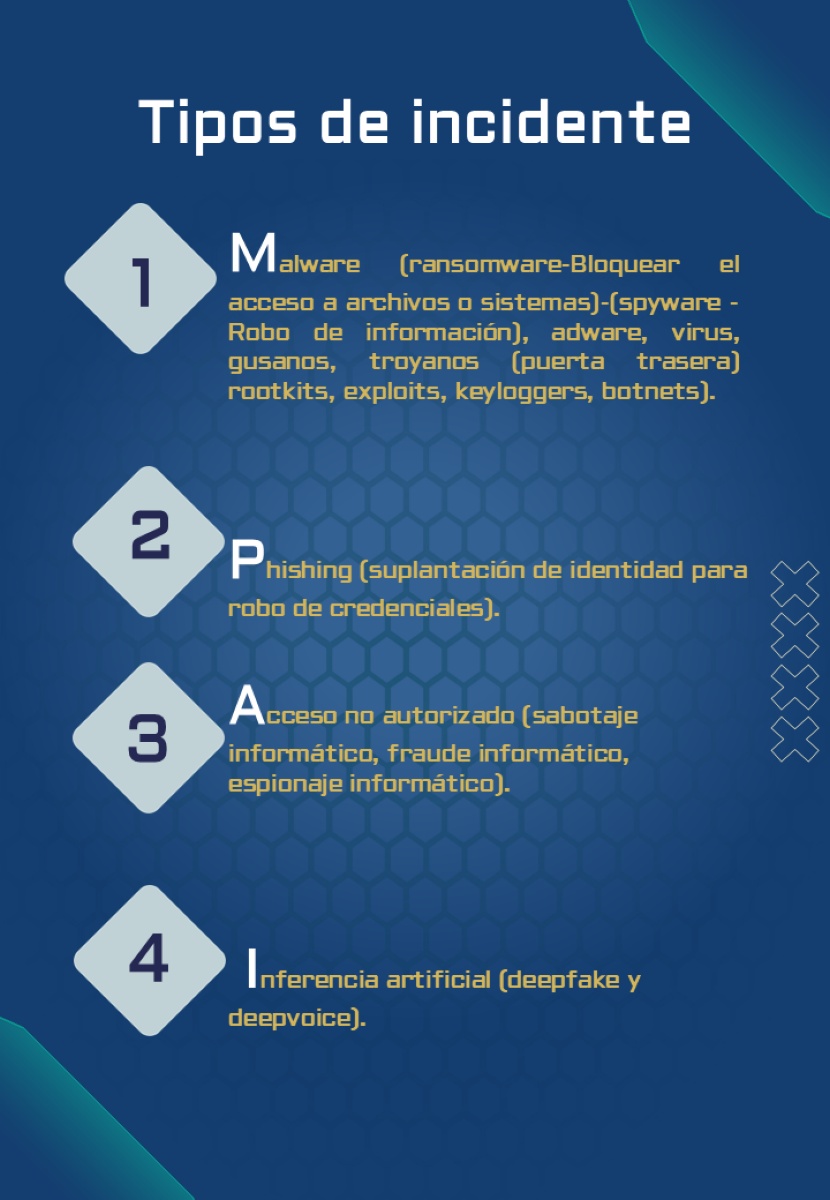 Tipos de incidente
1
Malware (ransomware-Bloquear el
acceso a archivos o sistemas)-(spyware -
Robo de información), adware, virus,
gusanos, troyanos (puerta trasera)
rootkits, exploits, keyloggers, botnets).
2
Phishing (suplantación de identidad para
robo de credenciales).
3
Acceso no autorizado (sabotaje
informático, fraude informático,
espionaje informático).
4
Inferencia artificial (deepfake y
deepvoice).